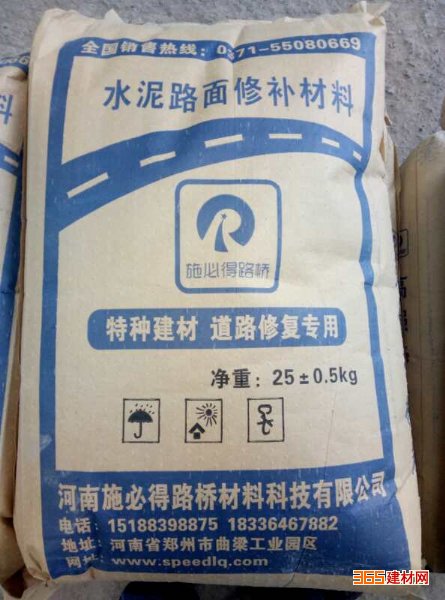 全国销售热线：0371-55080669
水泥路面修补材料
R
施必得路桥
特种建材 道路修复专用
净重：25±0.5kg
河南施必得路桥材料科技有限公司
电话：15188398875 18336467882
地址：河南省郑州市曲梁工业园区
网址：www.speedlq.com
365建材网